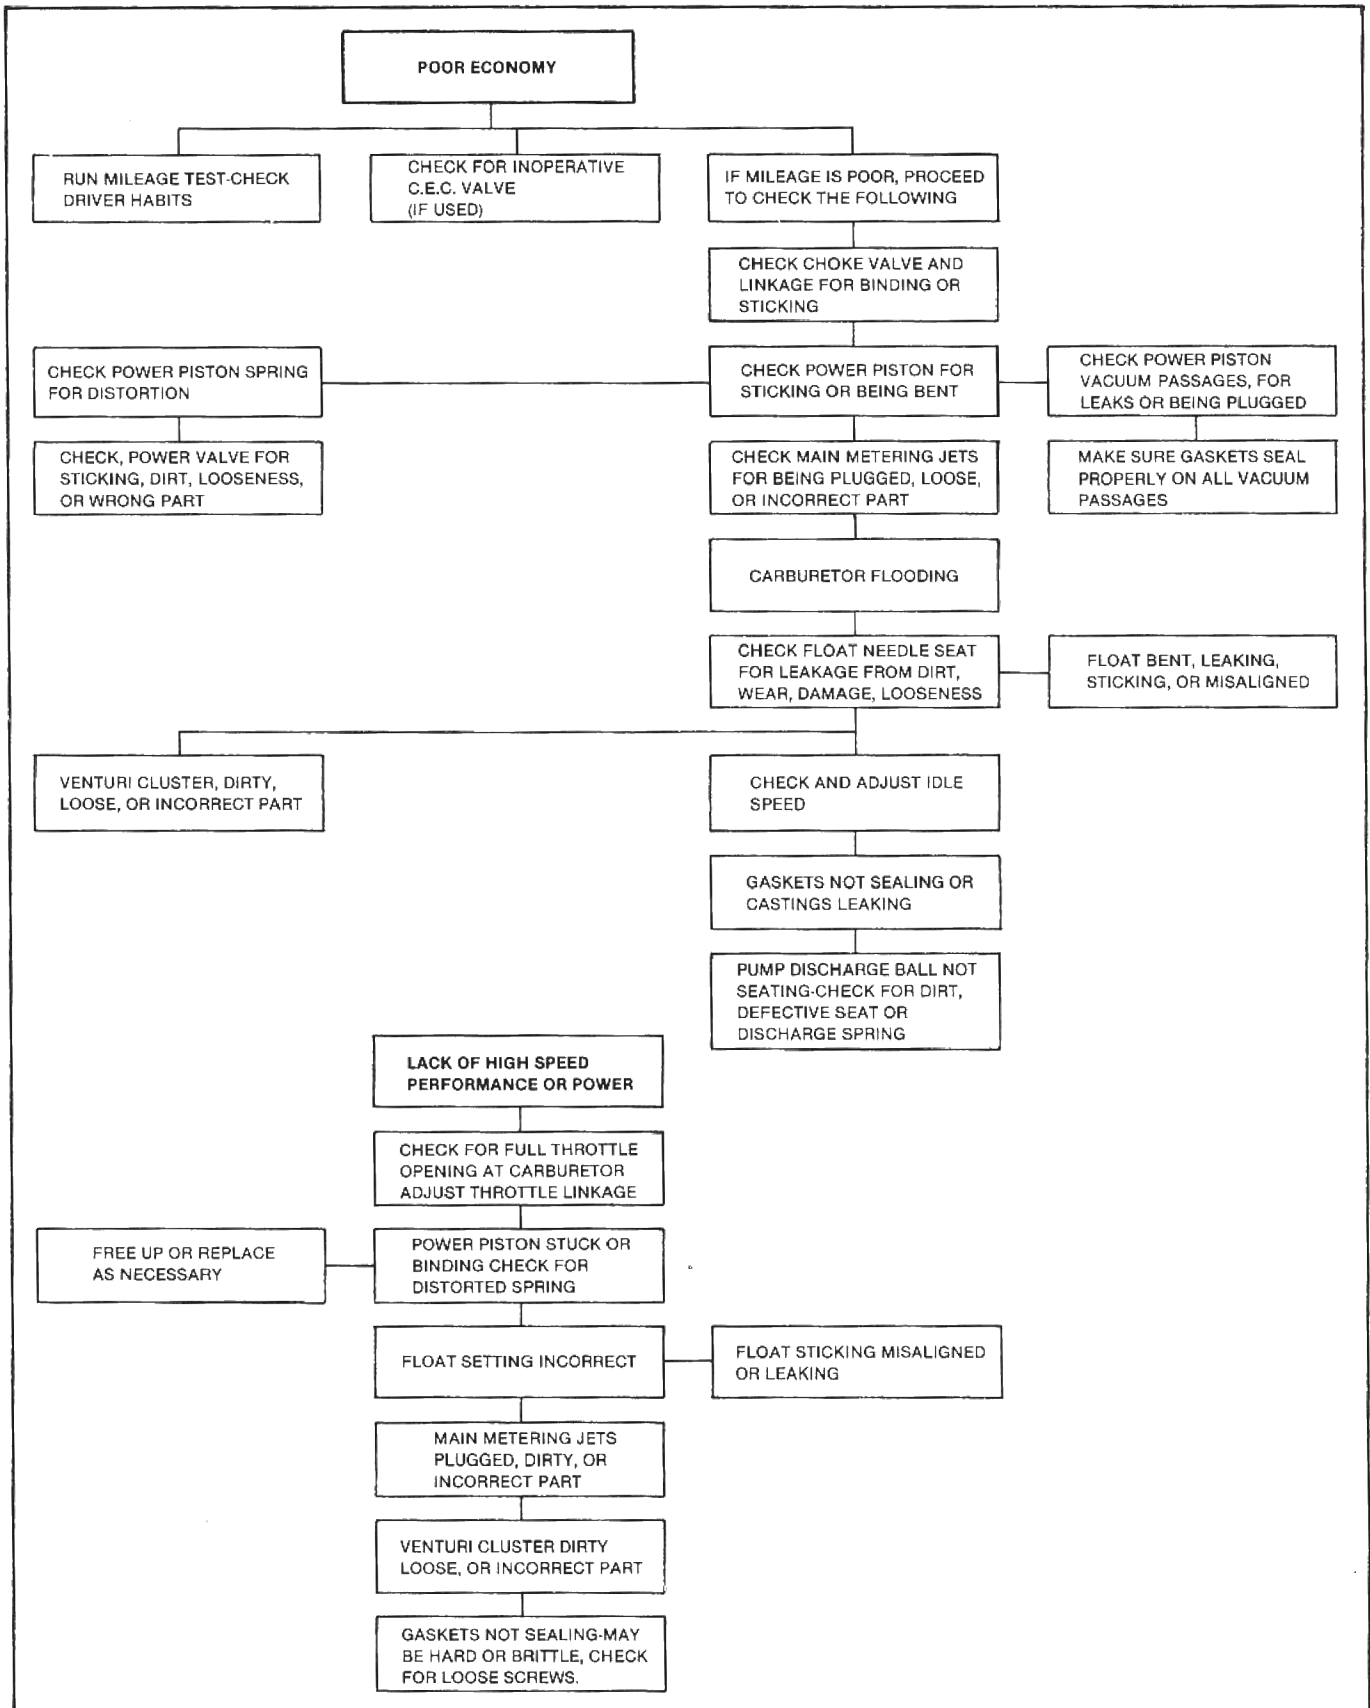 POOR ECONOMY
RUN MILEAGE TEST-CHECK
DRIVER HABITS
CHECK FOR INOPERATIVE
C.E.C. VALVE
(IF USED)
IF MILEAGE IS POOR, PROCEED
TO CHECK THE FOLLOWING
CHECK CHOKE VALVE AND
LINKAGE FOR BINDING OR
STICKING
CHECK POWER PISTON SPRING
FOR DISTORTION
CHECK POWER PISTON FOR
STICKING OR BEING BENT
CHECK POWER PISTON
VACUUM PASSAGES, FOR
LEAKS OR BEING PLUGGED
CHECK, POWER VALVE FOR
STICKING, DIRT, LOOSENESS,
OR WRONG PART
CHECK MAIN METERING JETS
FOR BEING PLUGGED, LOOSE,
OR INCORRECT PART
MAKE SURE GASKETS SEAL
PROPERLY ON ALL VACUUM
PASSAGES
CARBURETOR FLOODING
CHECK FLOAT NEEDLE SEAT
FOR LEAKAGE FROM DIRT,
WEAR, DAMAGE, LOOSENESS
FLOAT BENT, LEAKING,
STICKING, OR MISALIGNED
VENTURI CLUSTER, DIRTY,
LOOSE, OR INCORRECT PART
CHECK AND ADJUST IDLE
SPEED
GASKETS NOT SEALING OR
CASTINGS LEAKING
PUMP DISCHARGE BALL NOT
SEATING-CHECK FOR DIRT,
DEFECTIVE SEAT OR
DISCHARGE SPRING
LACK OF HIGH SPEED
PERFORMANCE OR POWER
CHECK FOR FULL THROTTLE
OPENING AT CARBURETOR
ADJUST THROTTLE LINKAGE
FREE UP OR REPLACE
AS NECESSARY
POWER PISTON STUCK OR
BINDING CHECK FOR
DISTORTED SPRING
FLOAT SETTING INCORRECT
FLOAT STICKING MISALIGNED
OR LEAKING
MAIN METERING JETS
PLUGGED, DIRTY, OR
INCORRECT PART
VENTURI CLUSTER DIRTY
LOOSE, OR INCORRECT PART
GASKETS NOT SEALING-MAY
BE HARD OR BRITTLE, CHECK
FOR LOOSE SCREWS.